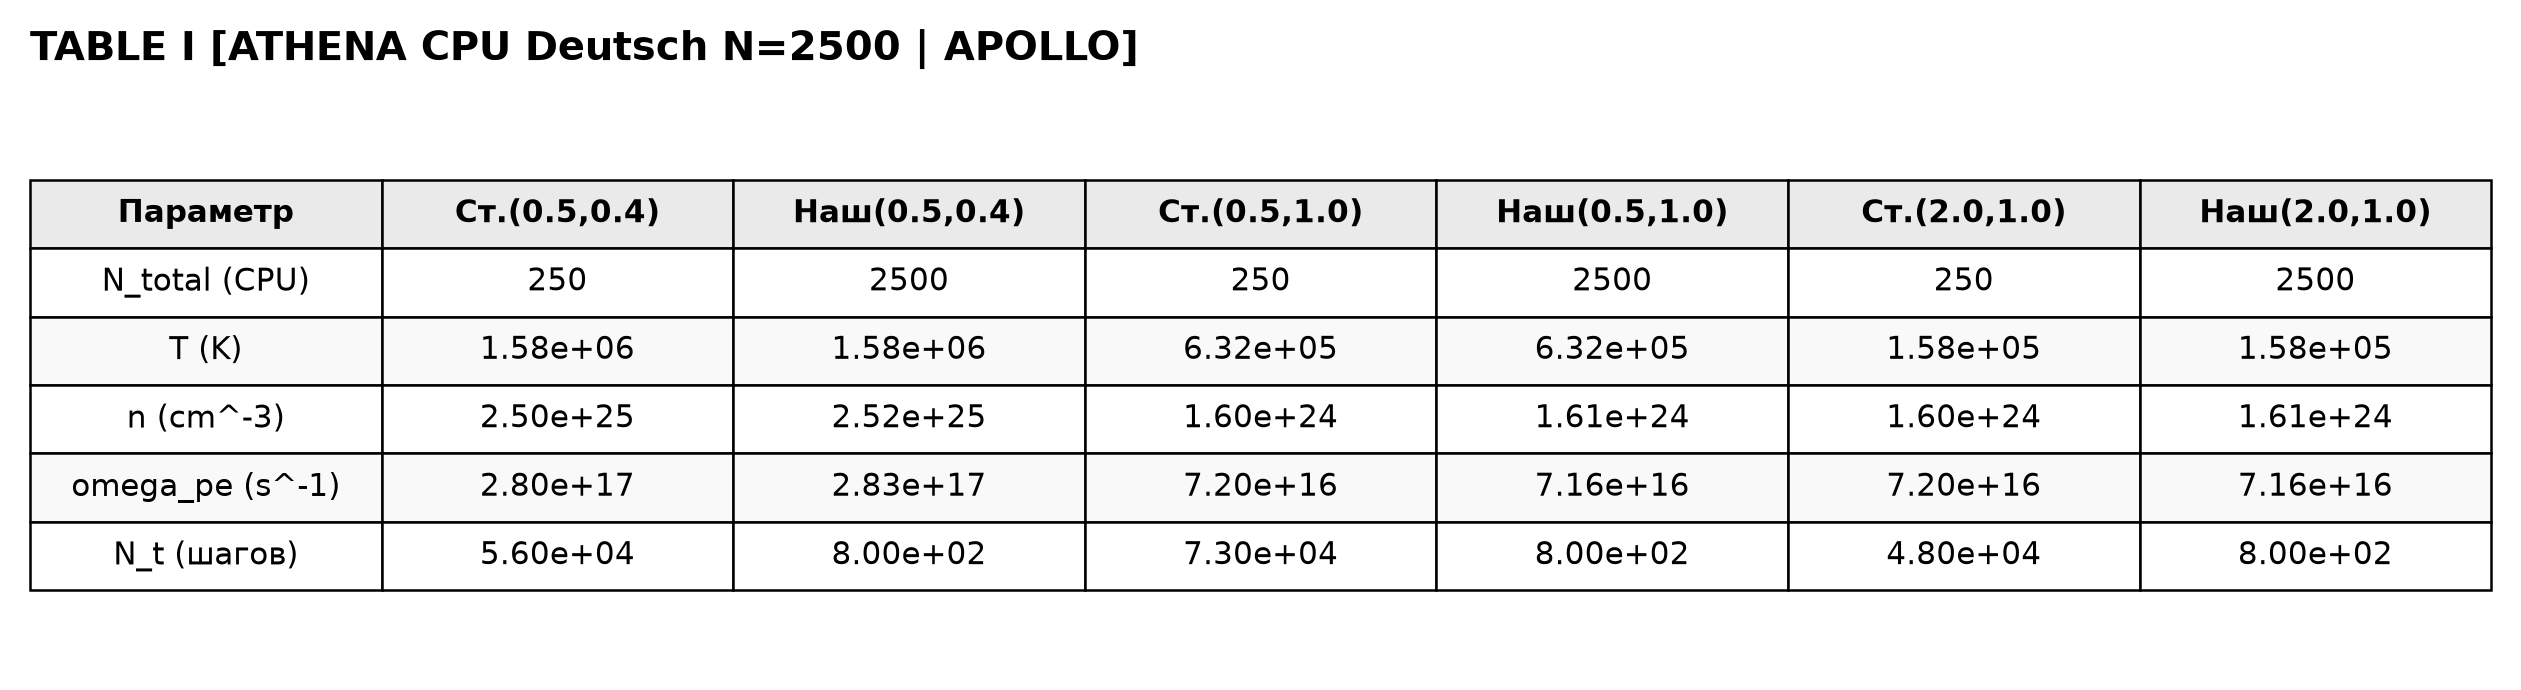 TABLE I [ATHENA CPU Deutsch N=2500 | APOLLO]
Параметр Ст.(0.5,0.4) Наш(0.5,0.4) Ст.(0.5,1.0) Наш(0.5,1.0) Ст.(2.0,1.0) Наш(2.0,1.0)
N_total (CPU) 250 2500 250 2500 250 2500
T (K) 1.58e+06 1.58e+06 6.32e+05 6.32e+05 1.58e+05 1.58e+05
n (cm^-3) 2.50e+25 2.52e+25 1.60e+24 1.61e+24 1.60e+24 1.61e+24
omega_pe (s^-1) 2.80e+17 2.83e+17 7.20e+16 7.16e+16 7.20e+16 7.16e+16
N_t (шагов) 5.60e+04 8.00e+02 7.30e+04 8.00e+02 4.80e+04 8.00e+02